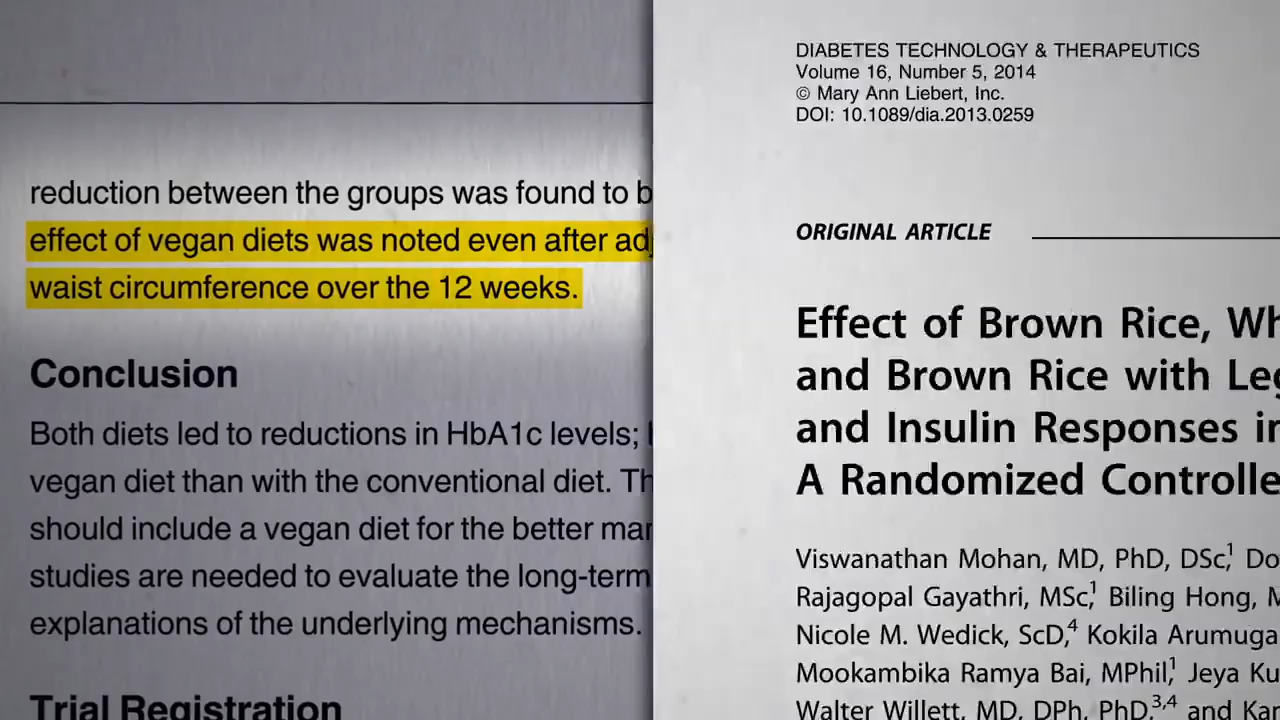 reduction between the groups was found to b
effect of vegan diets was noted even after ad
waist circumference over the 12 weeks.
Conclusion
Both diets led to reductions in HbA1c levels;
vegan diet than with the conventional diet. Th
should include a vegan diet for the better mar
studies are needed to evaluate the long-term
explanations of the underlying mechanisms.
Trial Registration
DIABETES TECHNOLOGY & THERAPEUTICS
Volume 16, Number 5, 2014
© Mary Ann Liebert, Inc.
DOI: 10.1089/dia.2013.0259
ORIGINAL ARTICLE
Effect of Brown Rice, Wh
and Brown Rice with Leg
and Insulin Responses in
A Randomized Controlle
Viswanathan Mohan, MD, PhD, DSc,1 Do
Rajagopal Gayathri, MSc,1 Biling Hong, M
Nicole M. Wedick, ScD,4 Kokila Arumuga
Mookambika Ramya Bai, MPhil,1 Jeya Ku
Walter Willett, MD, DPh, PhD,3,4 and Kar